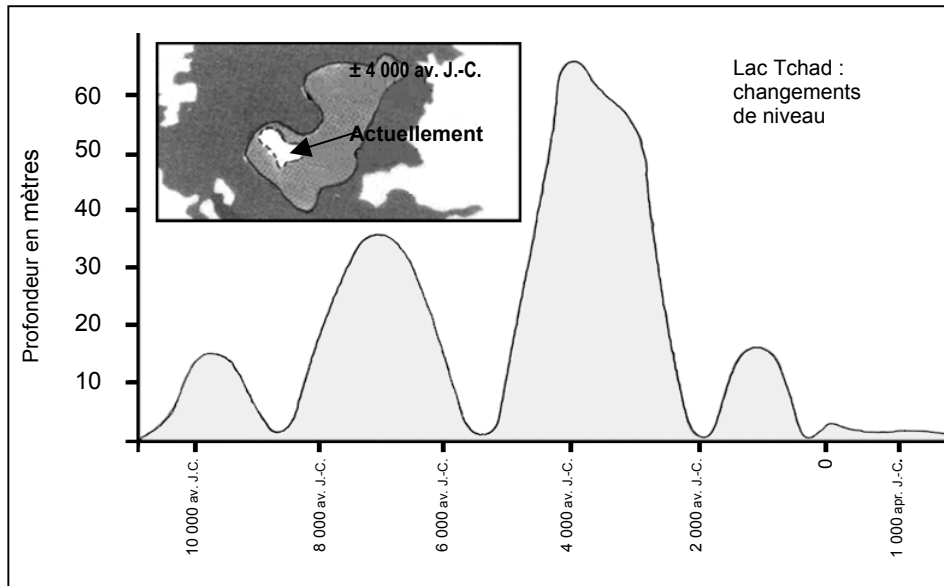 ± 4 000 av. J.-C.
Actuellement
Lac Tchad :
changements
de niveau
Profondeur en mètres
60
50
40
30
20
10
10 000 av. J.C.
8 000 av. J.-C.
6 000 av. J.-C.
4 000 av. J.-C.
2 000 av. J.-C.
0
1 000 apr. J.-C.